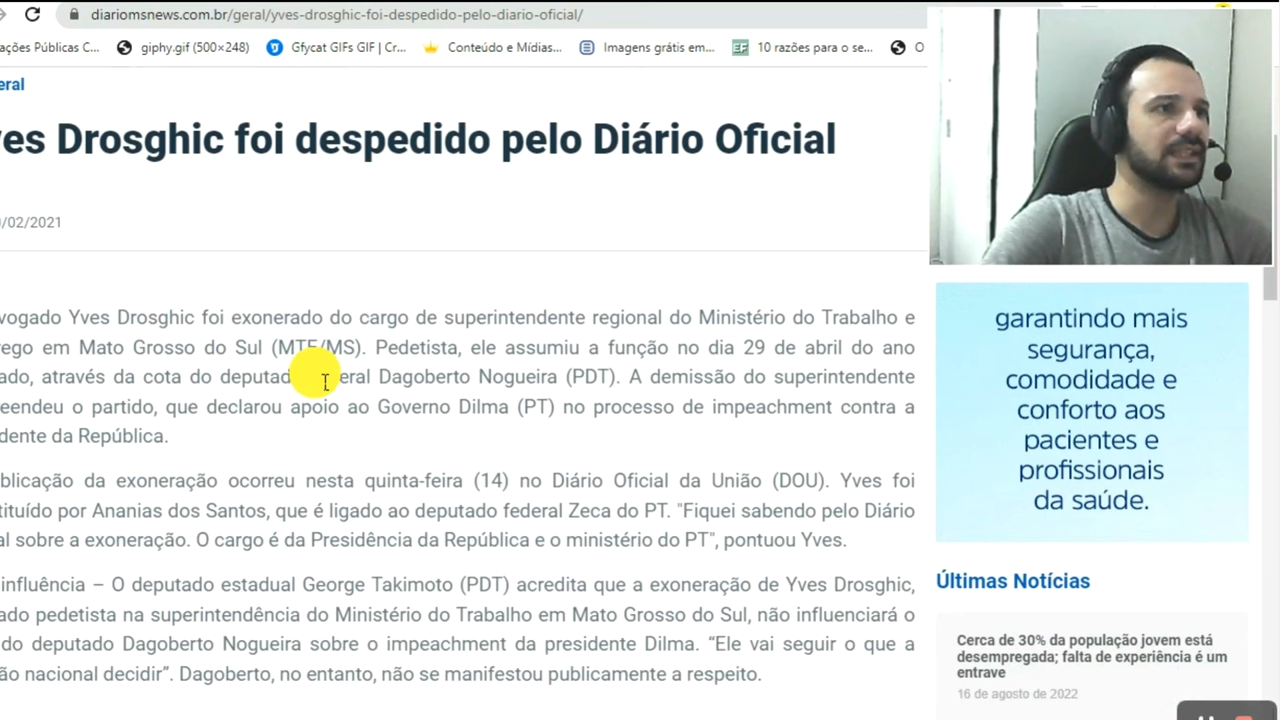 diariomsnews.com.br/geral/yves-drosghic-foi-despedido-pelo-diario-oficial/
ações Públicas C... giphy.gif (500×248) Gfycat GIFs GIF | Cr... Conteúdo e Mídias... Imagens grátis em... EF 10 razões para o se... O
eral
es Drosghic foi despedido pelo Diário Oficial
/02/2021
vogado Yves Drosghic foi exonerado do cargo de superintendente regional do Ministério do Trabalho e
rego em Mato Grosso do Sul (MTE/MS). Pedetista, ele assumiu a função no dia 29 de abril do ano
ado, através da cota do deputad eral Dagoberto Nogueira (PDT). A demissão do superintendente
eendeu o partido, que declarou apoio ao Governo Dilma (PT) no processo de impeachment contra a
dente da República.
blicação da exoneração ocorreu nesta quinta-feira (14) no Diário Oficial da União (DOU). Yves foi
tituído por Ananias dos Santos, que é ligado ao deputado federal Zeca do PT. "Fiquei sabendo pelo Diário
al sobre a exoneração. O cargo é da Presidência da República e o ministério do PT", pontuou Yves.
influência – O deputado estadual George Takimoto (PDT) acredita que a exoneração de Yves Drosghic,
ado pedetista na superintendência do Ministério do Trabalho em Mato Grosso do Sul, não influenciará o
do deputado Dagoberto Nogueira sobre o impeachment da presidente Dilma. “Ele vai seguir o que a
ão nacional decidir”. Dagoberto, no entanto, não se manifestou publicamente a respeito.
garantindo mais
segurança,
comodidade e
conforto aos
pacientes e
profissionais
da saúde.
Últimas Notícias
Cerca de 30% da população jovem está
desempregada; falta de experiência é um
entrave
16 de agosto de 2022